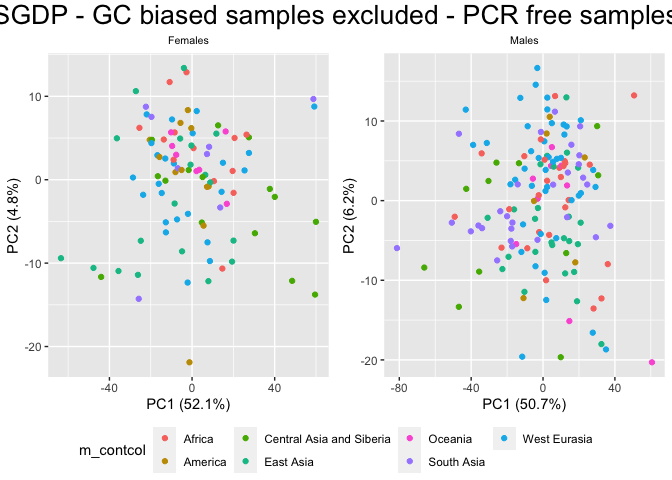 SGDP - GC biased samples excluded - PCR free samples
Females
Males
10
0
-10
-20
PC2 (4.8%)
-40
0
40
PC1 (52.1%)
10
0
-10
-20
PC2 (6.2%)
-80
-40
0
40
PC1 (50.7%)
m_contcol
Africa
Central Asia and Siberia
Oceania
West Eurasia
America
East Asia
South Asia